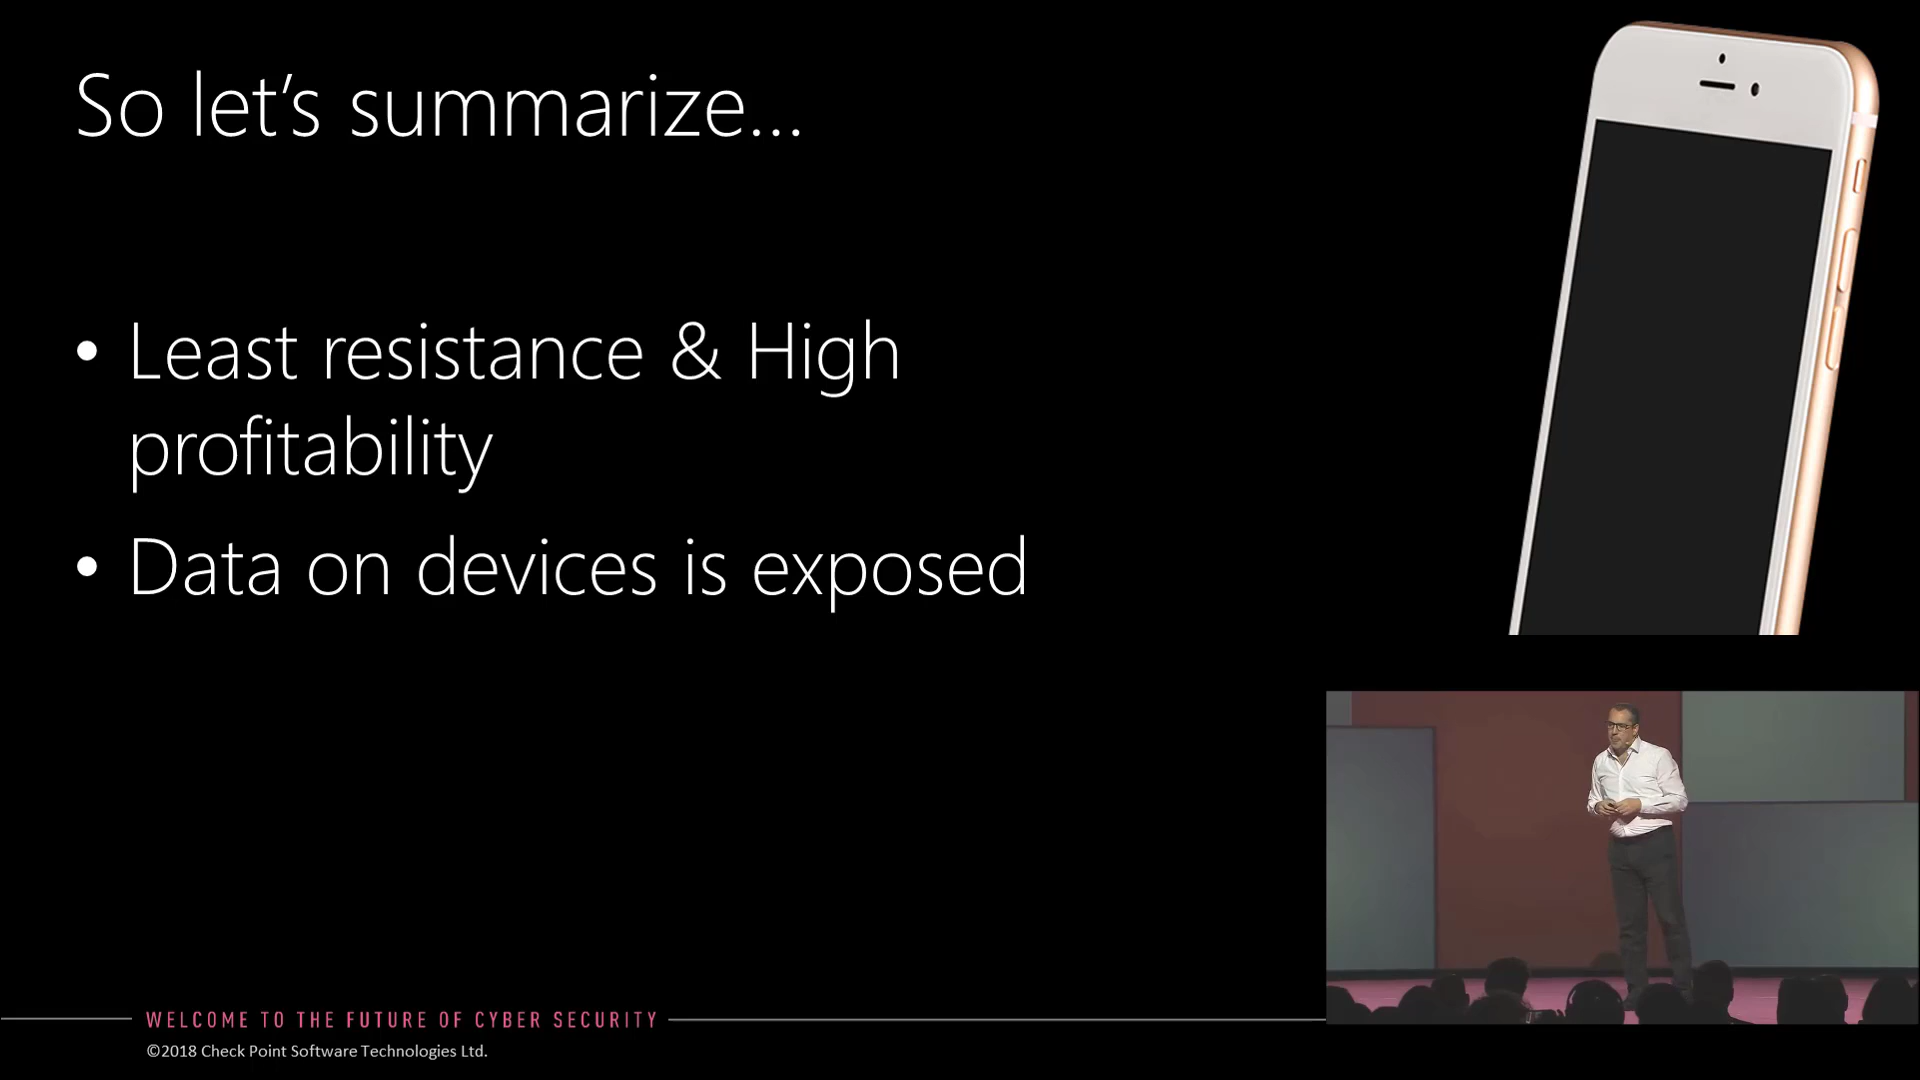 So let's summarize...
• Least resistance & High
profitability
• Data on devices is exposed
WELCOME TO THE FUTURE OF CYBER SECURITY
©2018 Check Point Software Technologies Ltd.